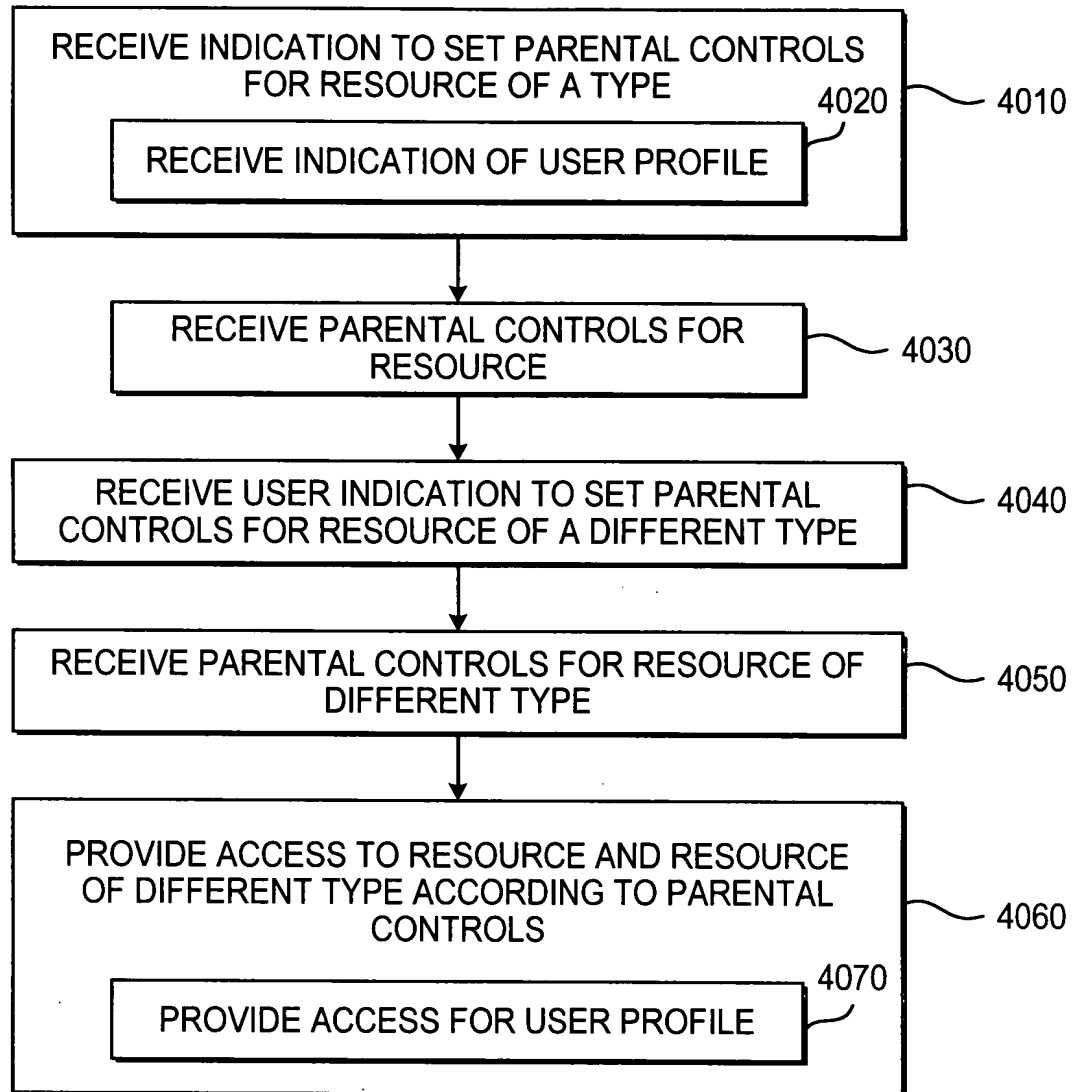 RECEIVE INDICATION TO SET PARENTAL CONTROLS
FOR RESOURCE OF A TYPE
4020
4010
RECEIVE INDICATION OF USER PROFILE
RECEIVE PARENTAL CONTROLS FOR
RESOURCE
4030
RECEIVE USER INDICATION TO SET PARENTAL
CONTROLS FOR RESOURCE OF A DIFFERENT TYPE
4040
RECEIVE PARENTAL CONTROLS FOR RESOURCE OF
DIFFERENT TYPE
4050
PROVIDE ACCESS TO RESOURCE AND RESOURCE
OF DIFFERENT TYPE ACCORDING TO PARENTAL
CONTROLS
4060
4070
PROVIDE ACCESS FOR USER PROFILE